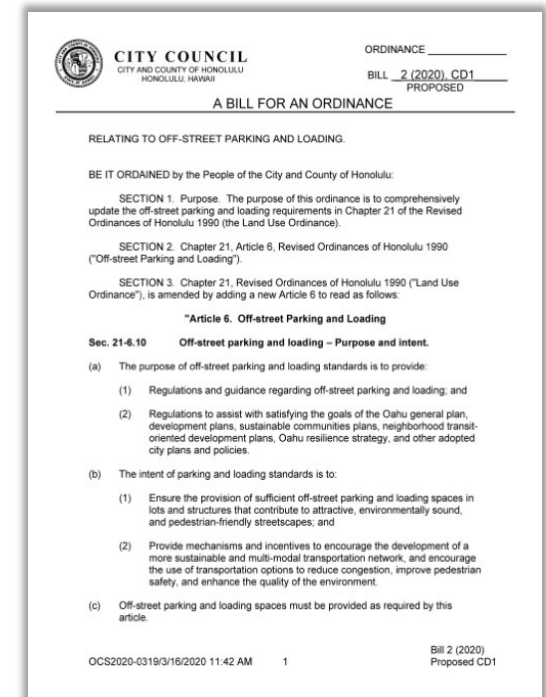 CITY COUNCIL
CITY AND COUNTY OF HONOLULU
HONOLULU, HAWAII
ORDINANCE
BILL 2 (2020), CD1
PROPOSED
A BILL FOR AN ORDINANCE
RELATING TO OFF-STREET PARKING AND LOADING.
BE IT ORDAINED by the People of the City and County of Honolulu:
SECTION 1. Purpose. The purpose of this ordinance is to comprehensively
update the off-street parking and loading requirements in Chapter 21 of the Revised
Ordinances of Honolulu 1990 (the Land Use Ordinance).
SECTION 2. Chapter 21, Article 6, Revised Ordinances of Honolulu 1990
("Off-street Parking and Loading").
SECTION 3. Chapter 21, Revised Ordinances of Honolulu 1990 ("Land Use
Ordinance"), is amended by adding a new Article 6 to read as follows:
"Article 6. Off-street Parking and Loading
Sec. 21-6.10 Off-street parking and loading – Purpose and intent.
(a) The purpose of off-street parking and loading standards is to provide:
(1) Regulations and guidance regarding off-street parking and loading; and
(2) Regulations to assist with satisfying the goals of the Oahu general plan,
development plans, sustainable communities plans, neighborhood transit-
oriented development plans, Oahu resilience strategy, and other adopted
city plans and policies.
(b) The intent of parking and loading standards is to:
(1) Ensure the provision of sufficient off-street parking and loading spaces in
lots and structures that contribute to attractive, environmentally sound,
and pedestrian-friendly streetscapes; and
(2) Provide mechanisms and incentives to encourage the development of a
more sustainable and multi-modal transportation network, and encourage
the use of transportation options to reduce congestion, improve pedestrian
safety, and enhance the quality of the environment.
(c) Off-street parking and loading spaces must be provided as required by this
article.
OCS2020-0319/3/16/2020 11:42 AM 1
Bill 2 (2020)
Proposed CD1